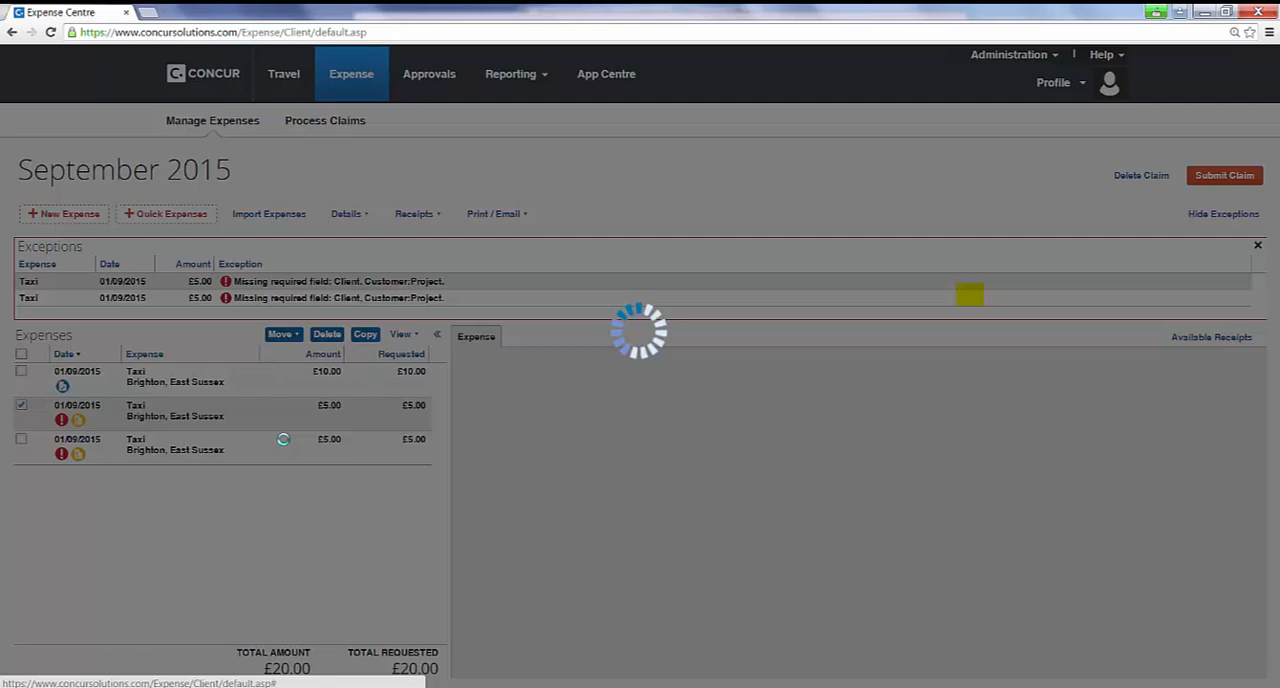 Expense Centre
https://www.concursolutions.com/Expense/Client/default.asp
Administration | Help
CONCUR Travel Expense Approvals Reporting App Centre
Profile
Manage Expenses Process Claims
September 2015
Delete Claim Submit Claim
+ New Expense + Quick Expenses Import Expenses Details Receipts Print / Email Hide Exceptions
Exceptions
Expense Date Amount Exception
Taxi 01/09/2015 £5.00 Missing required field: Client, Customer:Project.
Taxi 01/09/2015 £5.00 Missing required field: Client, Customer:Project.
Expenses Move Delete Copy View Expense Available Receipts
Date Expense Amount Requested
01/09/2015 Taxi £10.00 £10.00
Brighton, East Sussex
01/09/2015 Taxi £5.00 £5.00
Brighton, East Sussex
01/09/2015 Taxi £5.00 £5.00
Brighton, East Sussex
TOTAL AMOUNT TOTAL REQUESTED
£20.00 £20.00
https://www.concursolutions.com/Expense/Client/default.asp#